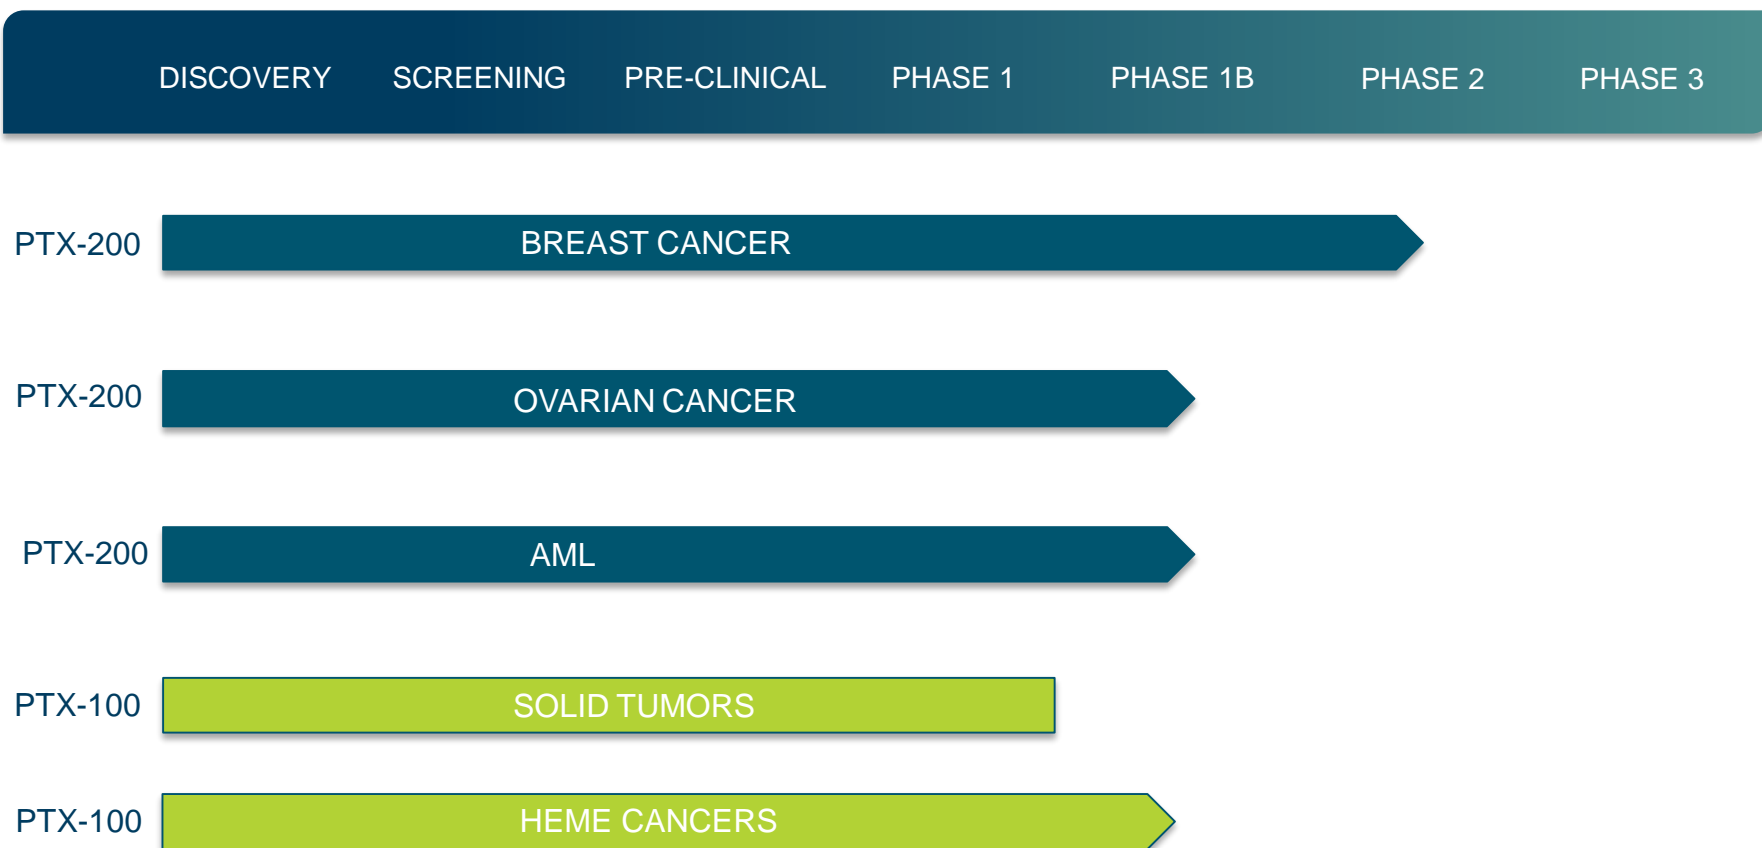 DISCOVERY SCREENING PRE-CLINICAL PHASE 1 PHASE 1B PHASE 2 PHASE 3
PTX-200 BREAST CANCER
PTX-200 OVARIAN CANCER
PTX-200 AML
PTX-100 SOLID TUMORS
PTX-100 HEME CANCERS